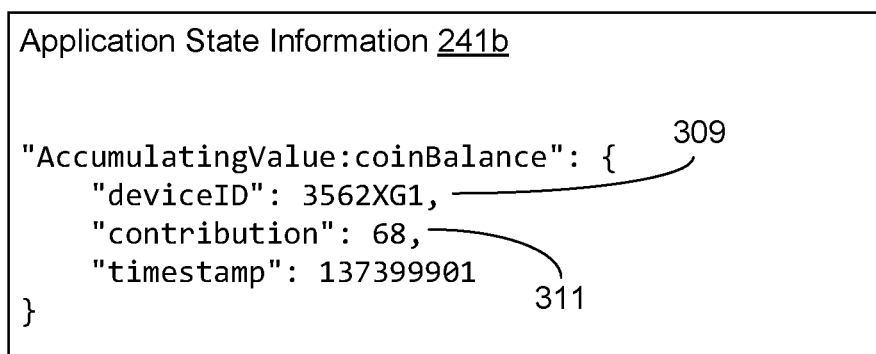 Application State Information 241b
309
"AccumulatingValue:coinBalance": {
"deviceID": 3562XG1,
"contribution": 68,
"timestamp": 137399901
311
}